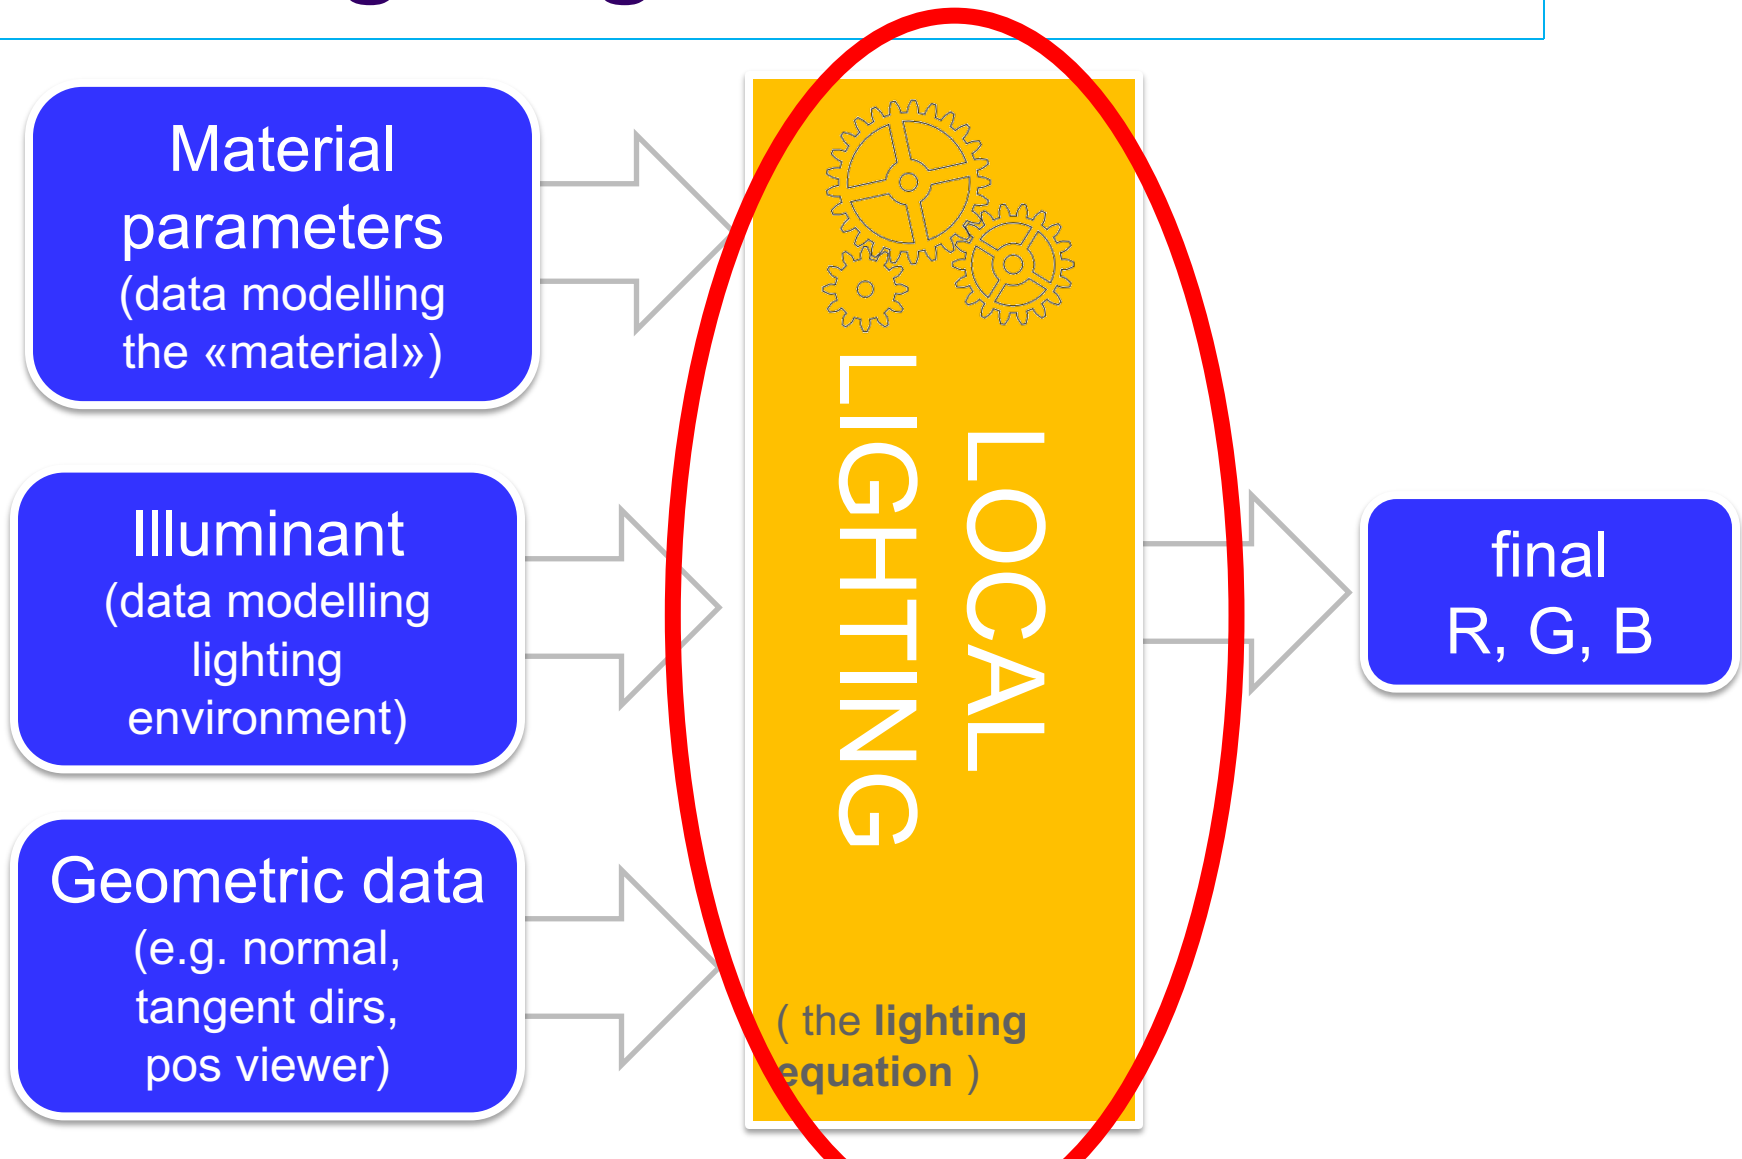 Material
parameters
(data modelling
the «material»)
Illuminant
(data modelling
lighting
environment)
Geometric data
(e.g. normal,
tangent dirs,
pos viewer)
LOCAL
LIGHTING
( the lighting
equation )
final
R, G, B